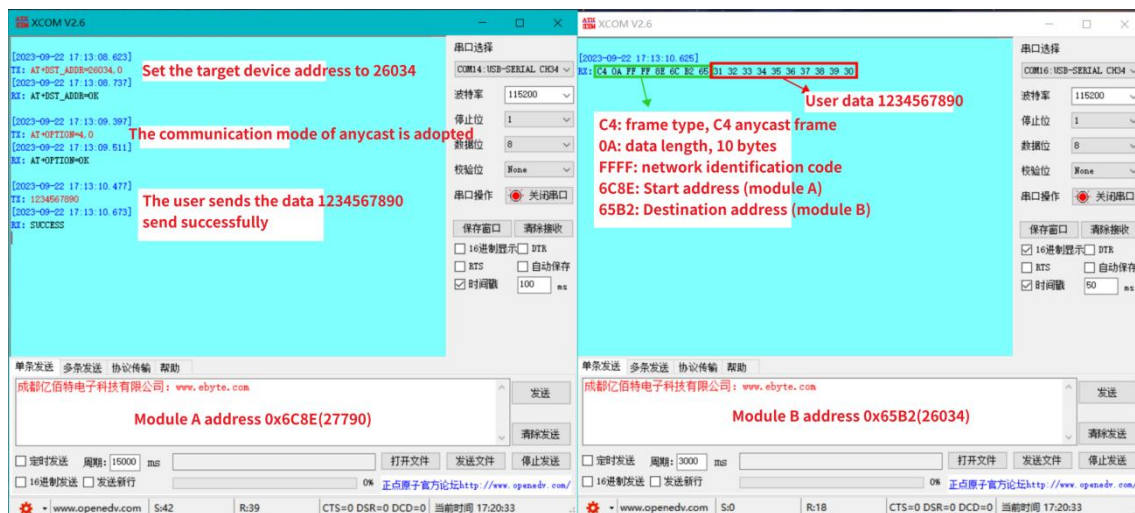 XCOM V2.6
[2023-09-22 17:13:08.623]
TX: AT+DST_ADDR=26034,0
[2023-09-22 17:13:08.737]
RX: AT+DST_ADDR=OK
Set the target device address to 26034
[2023-09-22 17:13:09.397]
TX: AT+OPTION=4,0
[2023-09-22 17:13:09.511]
RX: AT+OPTION=OK
The communication mode of anycast is adopted
[2023-09-22 17:13:10.477]
TX: 1234567890
[2023-09-22 17:13:10.673]
RX: SUCCESS
The user sends the data 1234567890
send successfully
串口选择
COM14:USB-SERIAL CH34
波特率 115200
停止位 1
数据位 8
校验位 None
串口操作 关闭串口
保存窗口 清除接收
16进制显示 DTR
RTS 自动保存
时间戳 100 ms
单条发送 多条发送 协议传输 帮助
成都亿佰特电子科技有限公司：www.ebyte.com
Module A address 0x6C8E(27790)
发送
清除发送
定时发送 周期: 15000 ms 打开文件 发送文件 停止发送
16进制发送 发送新行 0% 正点原子官方论坛http://www.openedv.com/
www.openedv.com S:42 R:39 CTS=0 DSR=0 DCD=0 当前时间 17:20:33
XCOM V2.6
[2023-09-22 17:13:10.625]
RX: C4 0A FF FF 8E 6C B2 65 31 32 33 34 35 36 37 38 39 30
User data 1234567890
C4: frame type, C4 anycast frame
0A: data length, 10 bytes
FFFF: network identification code
6C8E: Start address (module A)
65B2: Destination address (module B)
串口选择
COM16:USB-SERIAL CH34
波特率 115200
停止位 1
数据位 8
校验位 None
串口操作 关闭串口
保存窗口 清除接收
16进制显示 DTR
RTS 自动保存
时间戳 50 ms
单条发送 多条发送 协议传输 帮助
成都亿佰特电子科技有限公司：www.ebyte.com
Module B address 0x65B2(26034)
发送
清除发送
定时发送 周期: 3000 ms 打开文件 发送文件 停止发送
16进制发送 发送新行 0% 正点原子官方论坛http://www.openedv.com/
www.openedv.com S:0 R:18 CTS=0 DSR=0 DCD=0 当前时间 17:20:33